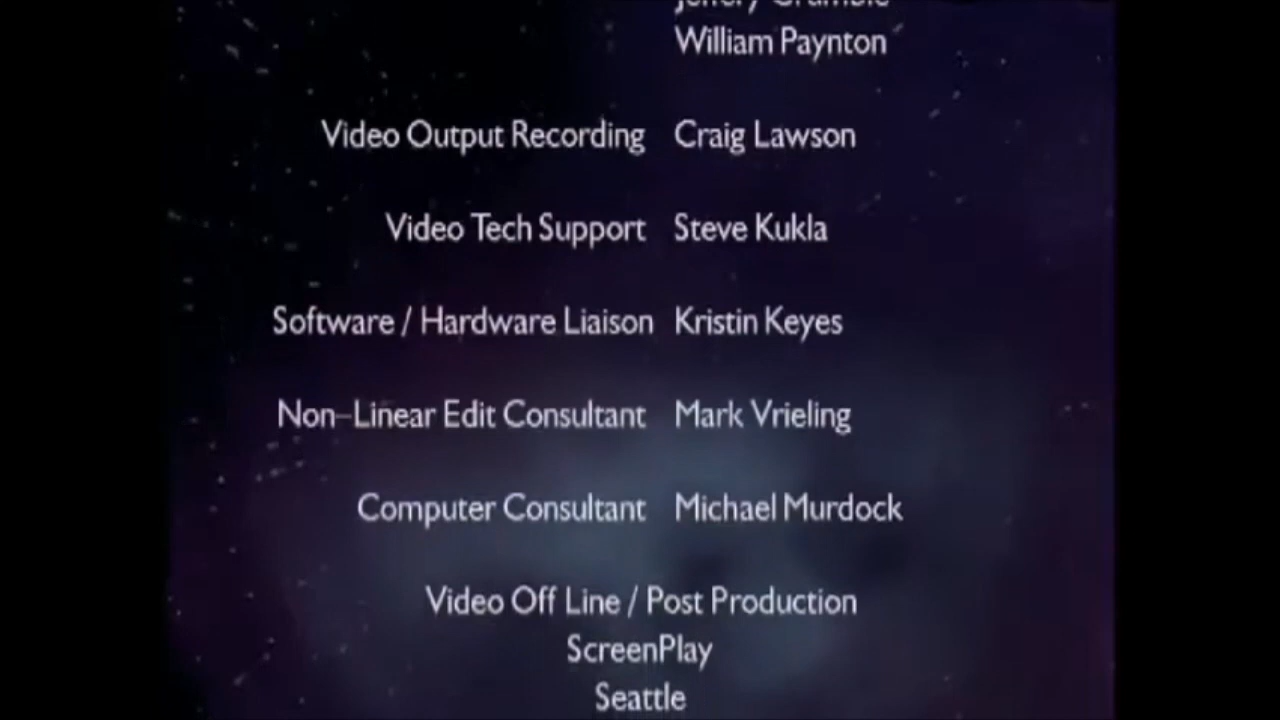 William Paynton
Video Output Recording Craig Lawson
Video Tech Support Steve Kukla
Software / Hardware Liaison Kristin Keyes
Non-Linear Edit Consultant Mark Vrieling
Computer Consultant Michael Murdock
Video Off Line / Post Production
ScreenPlay
Seattle